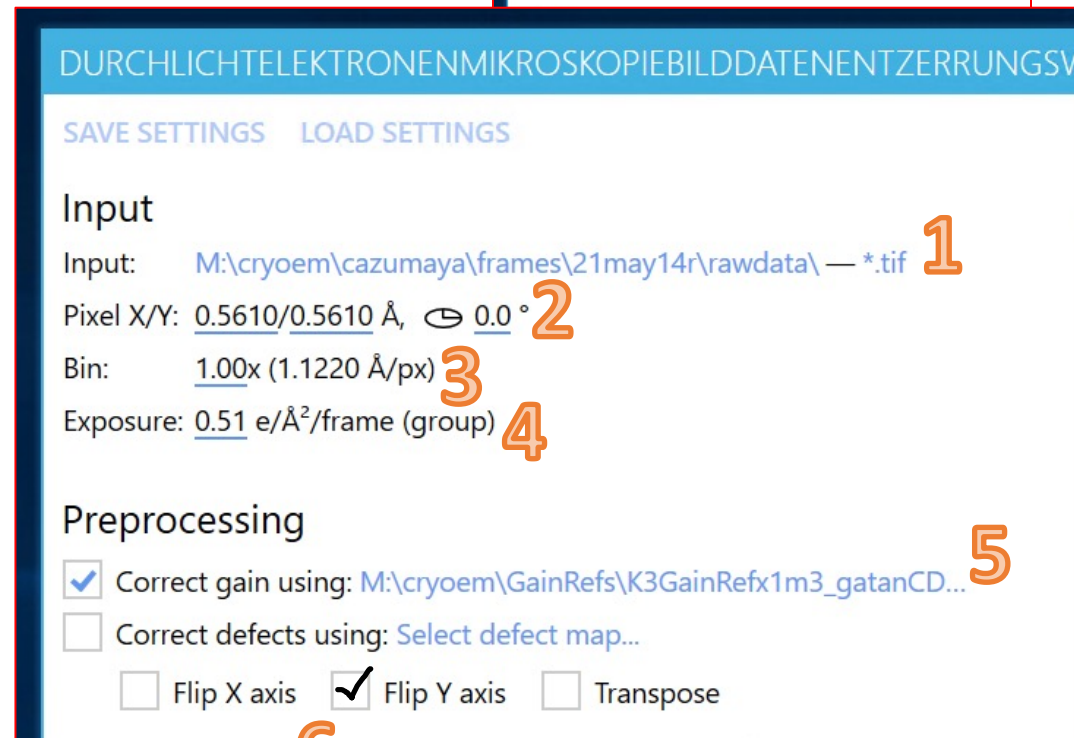 DURCHLICHTELEKTRONENMIKROSKOPIEBILDDATENENTZERRUNGSV
SAVE SETTINGS LOAD SETTINGS
Input
Input: M:\cryoem\cazumaya\frames\21may14r\rawdata\ — *.tif 1
Pixel X/Y: 0.5610/0.5610 Å, 0.0 ° 2
Bin: 1.00x (1.1220 Å/px) 3
Exposure: 0.51 e/Å²/frame (group) 4
Preprocessing
Correct gain using: M:\cryoem\GainRefs\K3GainRefx1m3_gatanCD... 5
Correct defects using: Select defect map...
Flip X axis Flip Y axis Transpose